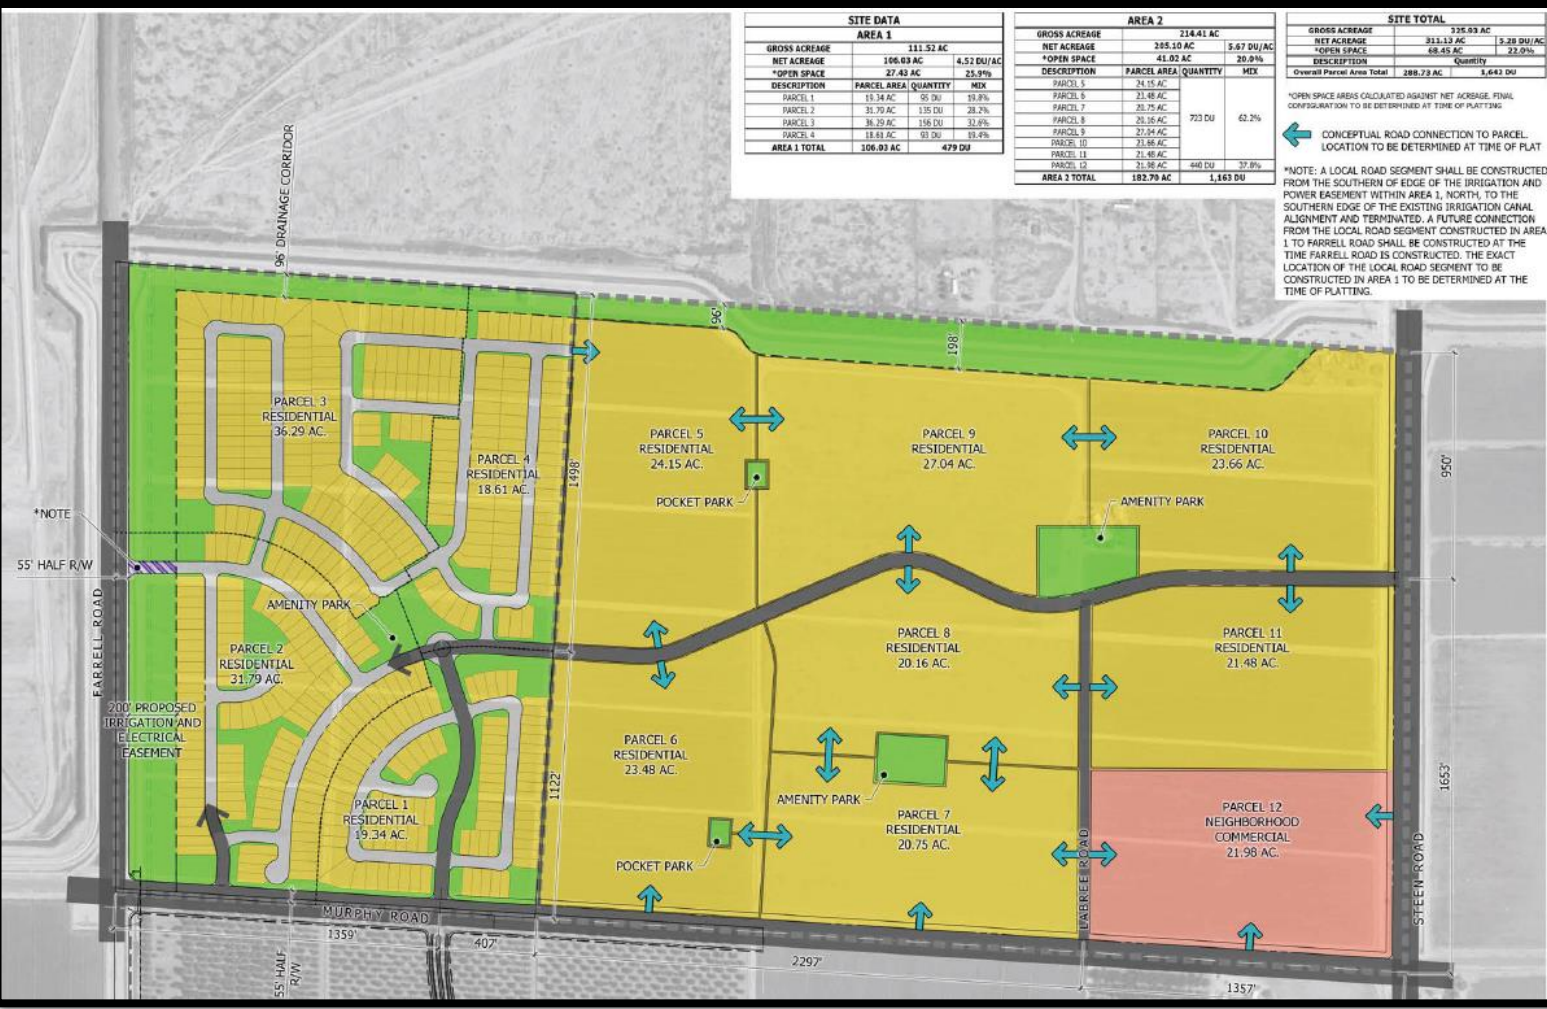 SITE DATA
AREA 1
GROSS ACREAGE 111.52 AC
NET ACREAGE 106.03 AC 4.52 DU/AC
*OPEN SPACE 27.43 AC 25.9%
DESCRIPTION PARCEL AREA QUANTITY MIX
PARCEL 1 19.34 AC 95 DU 19.8%
PARCEL 2 31.79 AC 135 DU 28.2%
PARCEL 3 36.29 AC 156 DU 32.6%
PARCEL 4 18.61 AC 93 DU 19.4%
AREA 1 TOTAL 106.03 AC 479 DU
AREA 2
GROSS ACREAGE 214.41 AC
NET ACREAGE 205.10 AC 5.67 DU/AC
*OPEN SPACE 41.02 AC 20.0%
DESCRIPTION PARCEL AREA QUANTITY MIX
PARCEL 5 24.15 AC
PARCEL 6 23.48 AC
PARCEL 7 20.75 AC
PARCEL 8 20.16 AC 723 DU 62.2%
PARCEL 9 27.04 AC
PARCEL 10 23.66 AC
PARCEL 11 21.48 AC
PARCEL 12 21.98 AC 440 DU 37.8%
AREA 2 TOTAL 182.70 AC 1,163 DU
SITE TOTAL
GROSS ACREAGE 325.93 AC
NET ACREAGE 311.13 AC 5.28 DU/AC
*OPEN SPACE 68.45 AC 22.0%
DESCRIPTION Quantity
Overall Parcel Area Total 288.73 AC 1,642 DU
*OPEN SPACE AREAS CALCULATED AGAINST NET ACREAGE, FINAL
CONFIGURATION TO BE DETERMINED AT TIME OF PLATTING
CONCEPTUAL ROAD CONNECTION TO PARCEL.
LOCATION TO BE DETERMINED AT TIME OF PLAT
*NOTE: A LOCAL ROAD SEGMENT SHALL BE CONSTRUCTED
FROM THE SOUTHERN OF EDGE OF THE IRRIGATION AND
POWER EASEMENT WITHIN AREA 1, NORTH, TO THE
SOUTHERN EDGE OF THE EXISTING IRRIGATION CANAL
ALIGNMENT AND TERMINATED. A FUTURE CONNECTION
FROM THE LOCAL ROAD SEGMENT CONSTRUCTED IN AREA
1 TO FARRELL ROAD SHALL BE CONSTRUCTED AT THE
TIME FARRELL ROAD IS CONSTRUCTED. THE EXACT
LOCATION OF THE LOCAL ROAD SEGMENT TO BE
CONSTRUCTED IN AREA 1 TO BE DETERMINED AT THE
TIME OF PLATTING.
96' DRAINAGE CORRIDOR
96'
198'
PARCEL 3
RESIDENTIAL
36.29 AC.
PARCEL 4
RESIDENTIAL
18.61 AC.
1498'
PARCEL 5
RESIDENTIAL
24.15 AC.
POCKET PARK
PARCEL 9
RESIDENTIAL
27.04 AC.
PARCEL 10
RESIDENTIAL
23.66 AC.
AMENITY PARK
950'
*NOTE
55' HALF R/W
FARRELL ROAD
AMENITY PARK
PARCEL 2
RESIDENTIAL
31.79 AC.
200' PROPOSED
IRRIGATION AND
ELECTRICAL
EASEMENT
PARCEL 8
RESIDENTIAL
20.16 AC.
PARCEL 11
RESIDENTIAL
21.48 AC.
PARCEL 6
RESIDENTIAL
23.48 AC.
1122'
AMENITY PARK
PARCEL 1
RESIDENTIAL
19.34 AC.
PARCEL 7
RESIDENTIAL
20.75 AC.
PARCEL 12
NEIGHBORHOOD
COMMERCIAL
21.98 AC.
1653'
POCKET PARK
LABREE ROAD
STEEN ROAD
MURPHY ROAD
1359'
407'
55' HALF
R/W
2297'
1357'